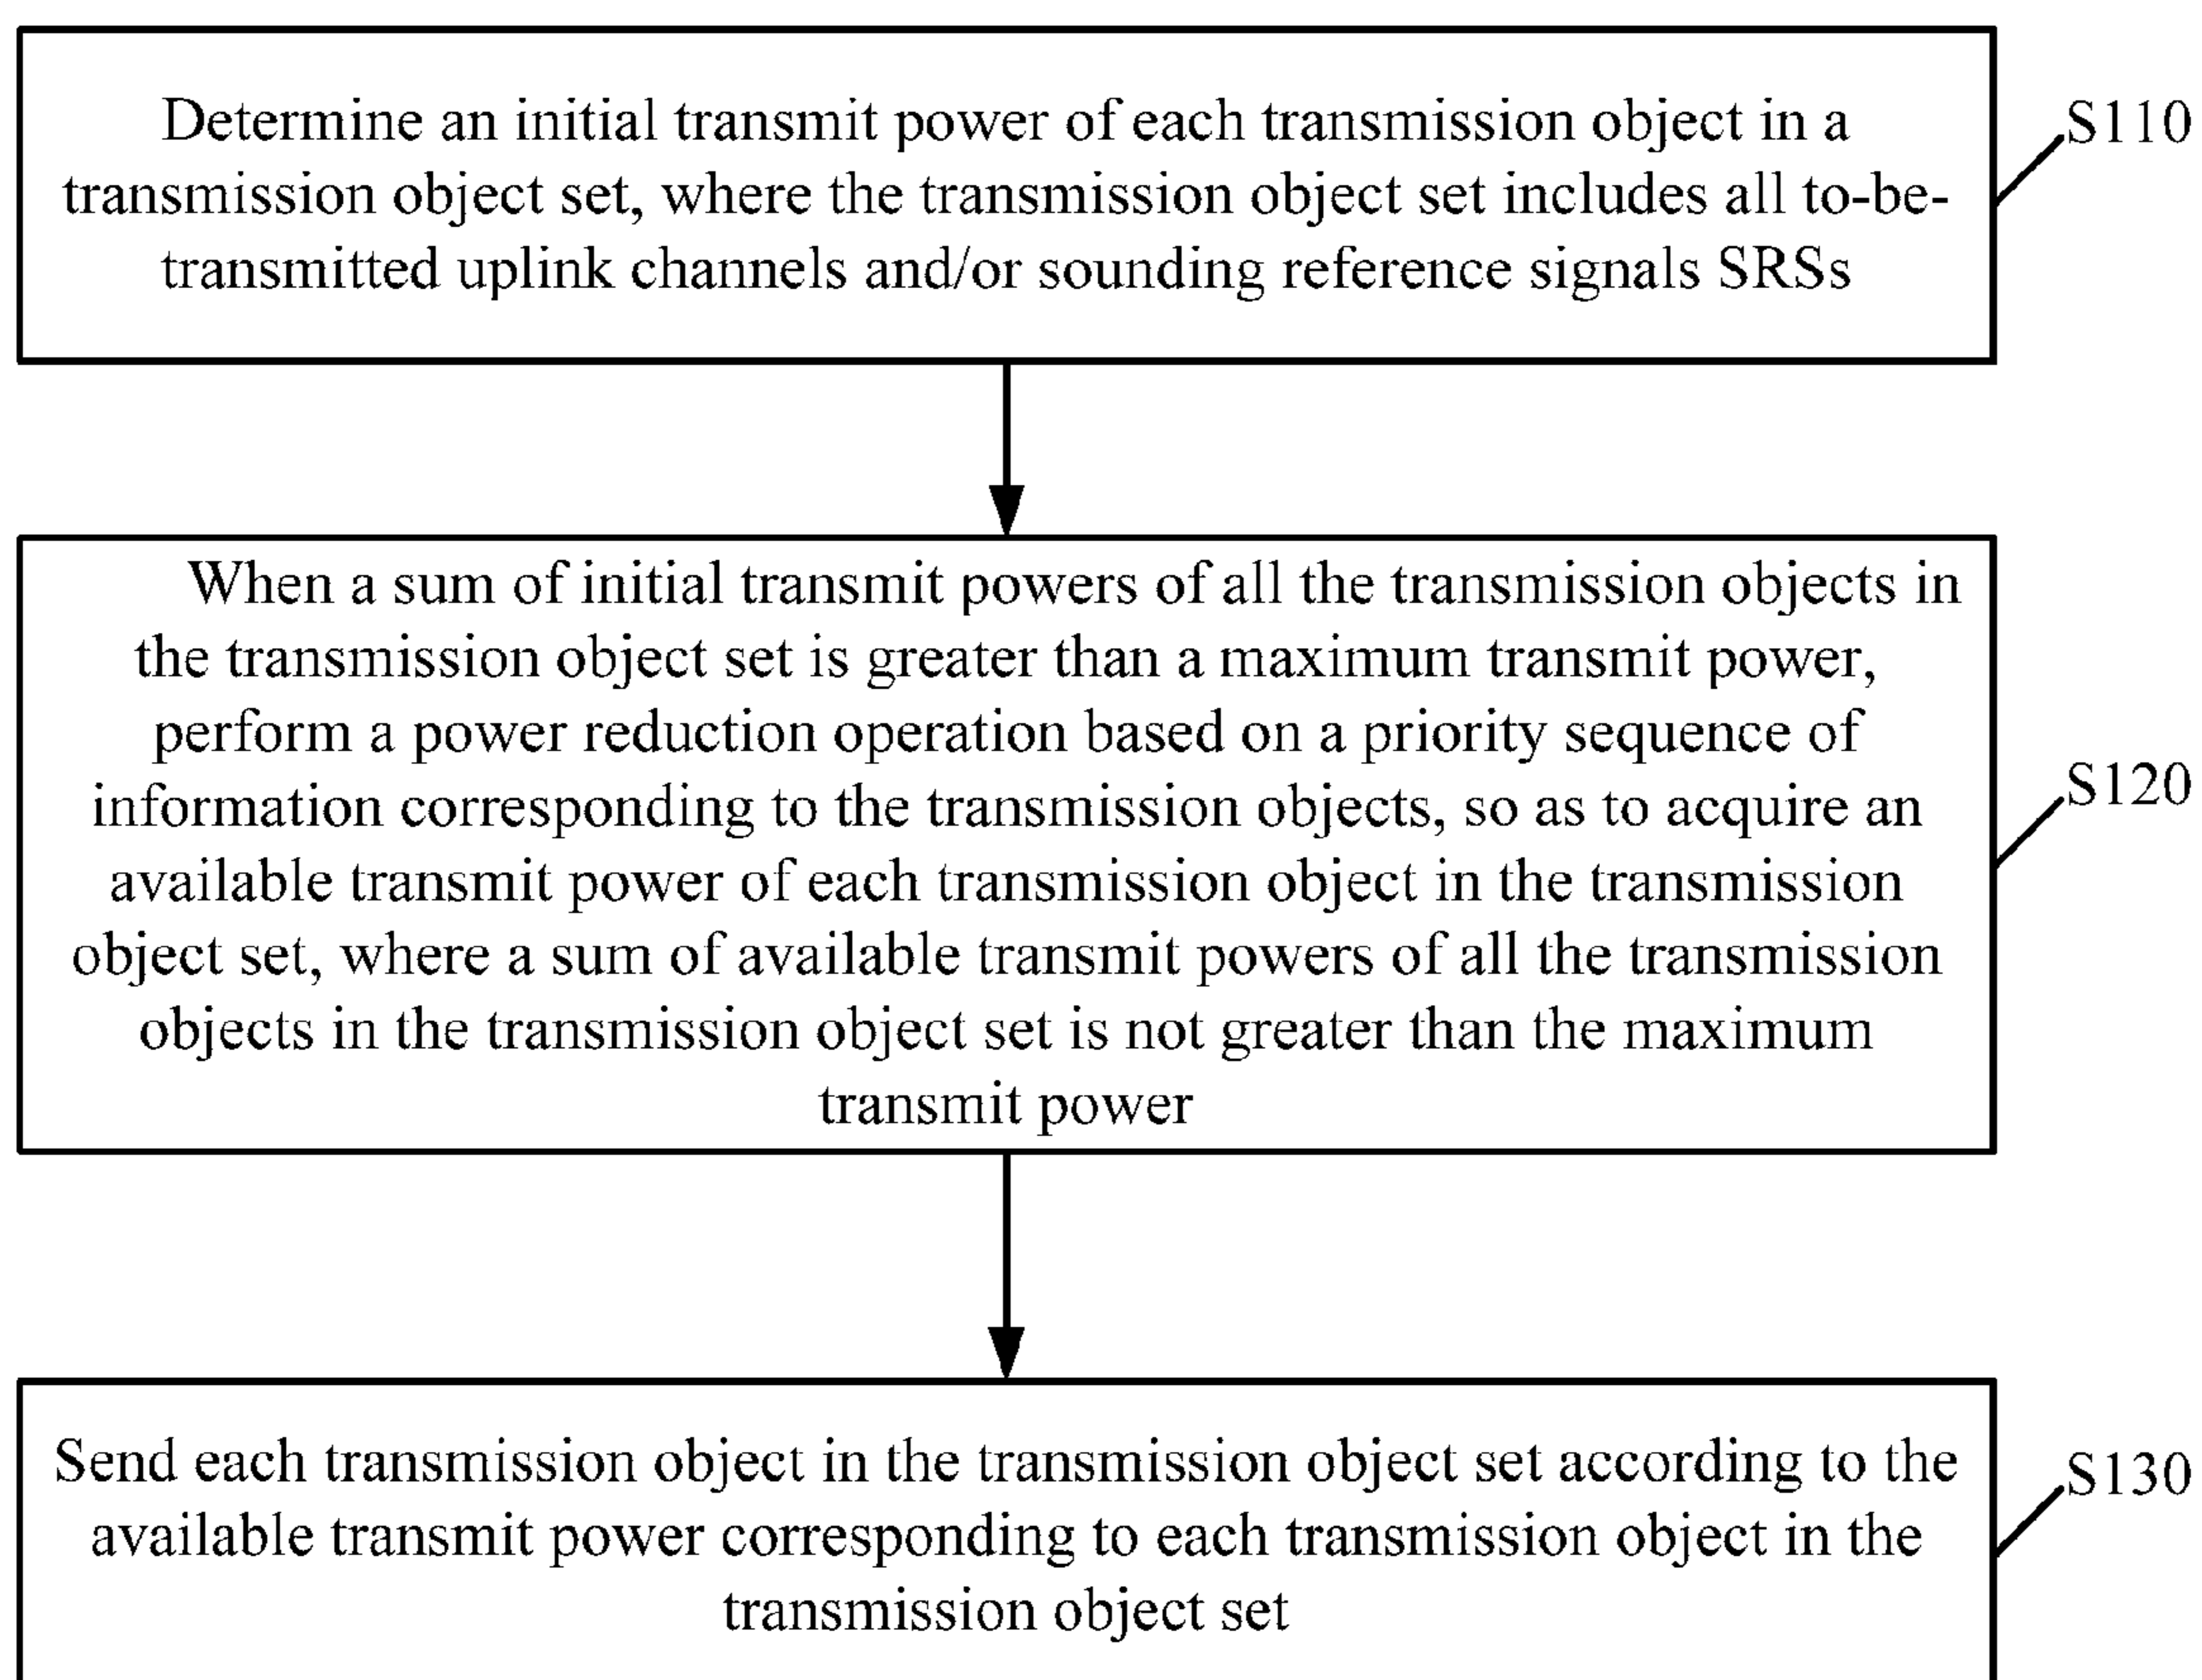 Determine an initial transmit power of each transmission object in a
transmission object set, where the transmission object set includes all to-be-
transmitted uplink channels and/or sounding reference signals SRSs
S110
When a sum of initial transmit powers of all the transmission objects in
the transmission object set is greater than a maximum transmit power,
perform a power reduction operation based on a priority sequence of
information corresponding to the transmission objects, so as to acquire an
available transmit power of each transmission object in the transmission
object set, where a sum of available transmit powers of all the transmission
objects in the transmission object set is not greater than the maximum
transmit power
S120
Send each transmission object in the transmission object set according to the
available transmit power corresponding to each transmission object in the
transmission object set
S130